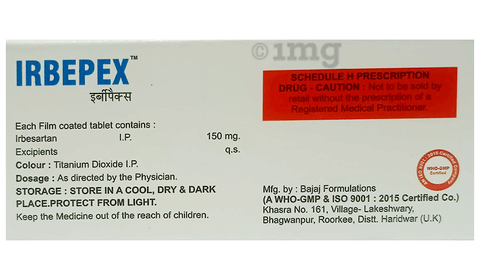 1mg
IRBEPEX™
इर्बीपैक्स
Each Film coated tablet contains :
Irbesartan I.P. 150 mg.
Excipients q.s.
Colour : Titanium Dioxide I.P.
Dosage : As directed by the Physician.
STORAGE : STORE IN A COOL, DRY & DARK
PLACE.PROTECT FROM LIGHT.
Keep the Medicine out of the reach of children.
SCHEDULE H PRESCRIPTION
DRUG - CAUTION : Not to be sold by
retail without the prescription of a
Registered Medical Practitioner.
WHO-GMP
Certified
Mfg. by : Bajaj Formulations
(A WHO-GMP & ISO 9001 : 2015 Certified Co.)
Khasra No. 161, Village- Lakeshwary,
Bhagwanpur, Roorkee, Distt. Haridwar (U.K)